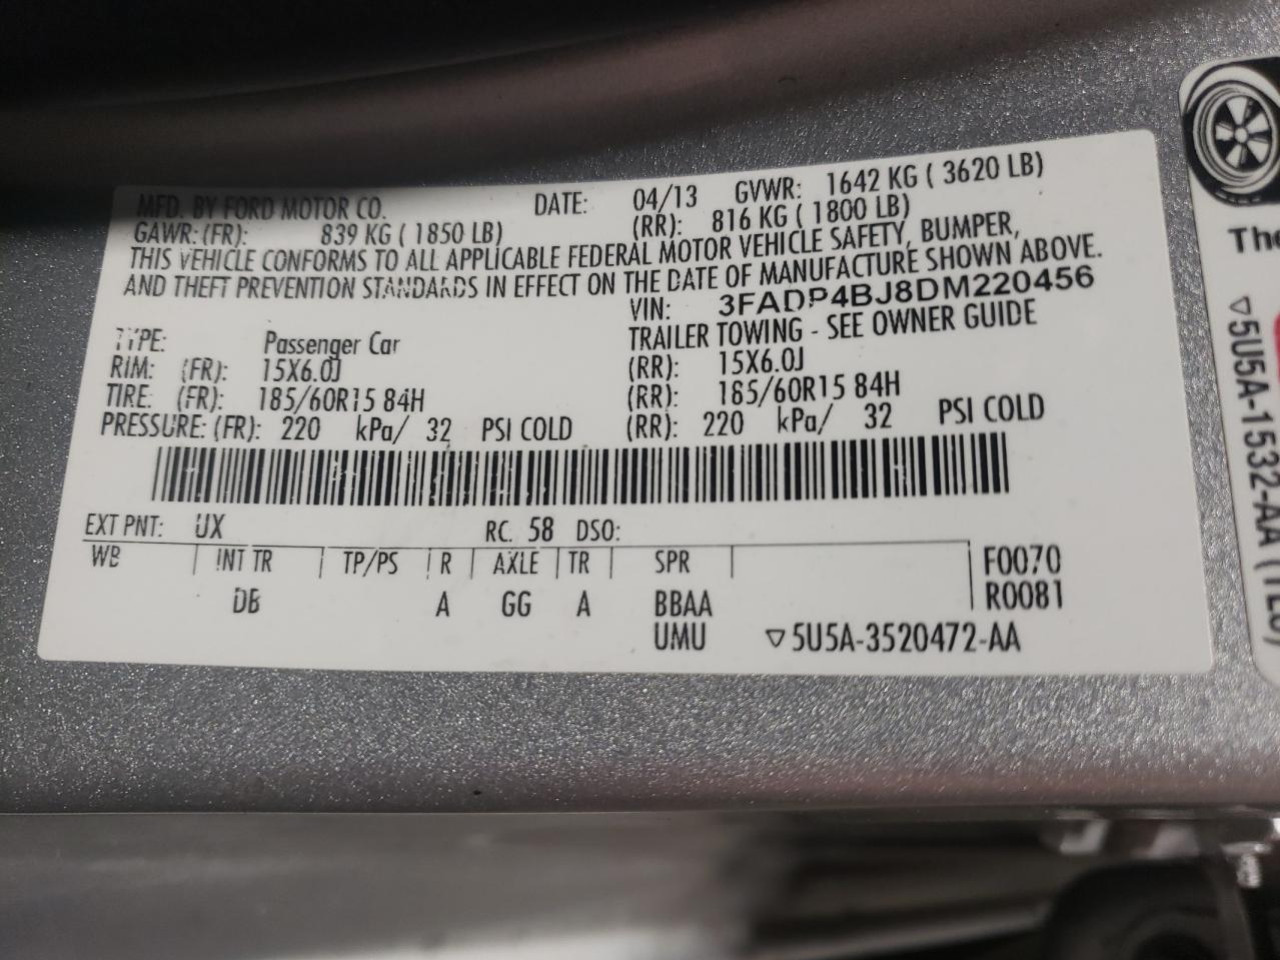 MFD. BY FORD MOTOR CO. DATE: 04/13 GVWR: 1642 KG ( 3620 LB)
GAWR: (FR): 839 KG ( 1850 LB) (RR): 816 KG ( 1800 LB)
THIS VEHICLE CONFORMS TO ALL APPLICABLE FEDERAL MOTOR VEHICLE SAFETY, BUMPER,
AND THEFT PREVENTION STANDARDS IN EFFECT ON THE DATE OF MANUFACTURE SHOWN ABOVE.
VIN: 3FADP4BJ8DM220456
TYPE: Passenger Car TRAILER TOWING - SEE OWNER GUIDE
RIM: (FR): 15X6.0J (RR): 15X6.0J
TIRE: (FR): 185/60R15 84H (RR): 185/60R15 84H
PRESSURE: (FR): 220 kPa/ 32 PSI COLD (RR): 220 kPa/ 32 PSI COLD
EXT PNT: UX RC: 58 DSO:
WB INT TR TP/PS R AXLE TR SPR F0070
DB A GG A BBAA R0081
UMU ▽5U5A-3520472-AA
The
▽5U5A-1532-AA